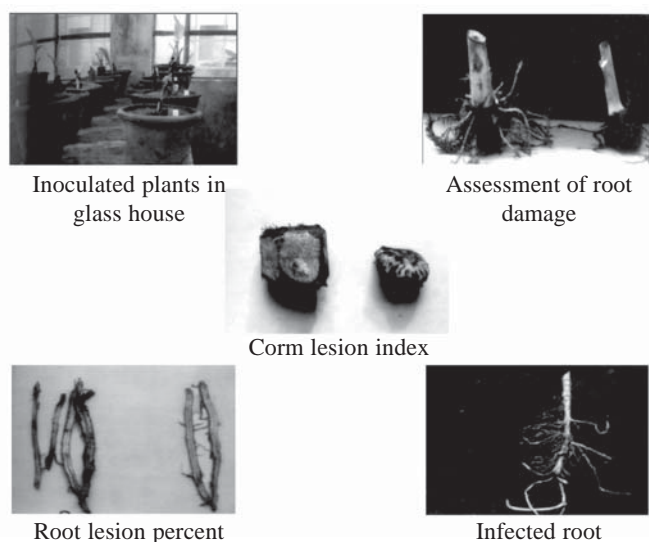 Inoculated plants in
glass house
Assessment of root
damage
Corm lesion index
Root lesion percent
Infected root